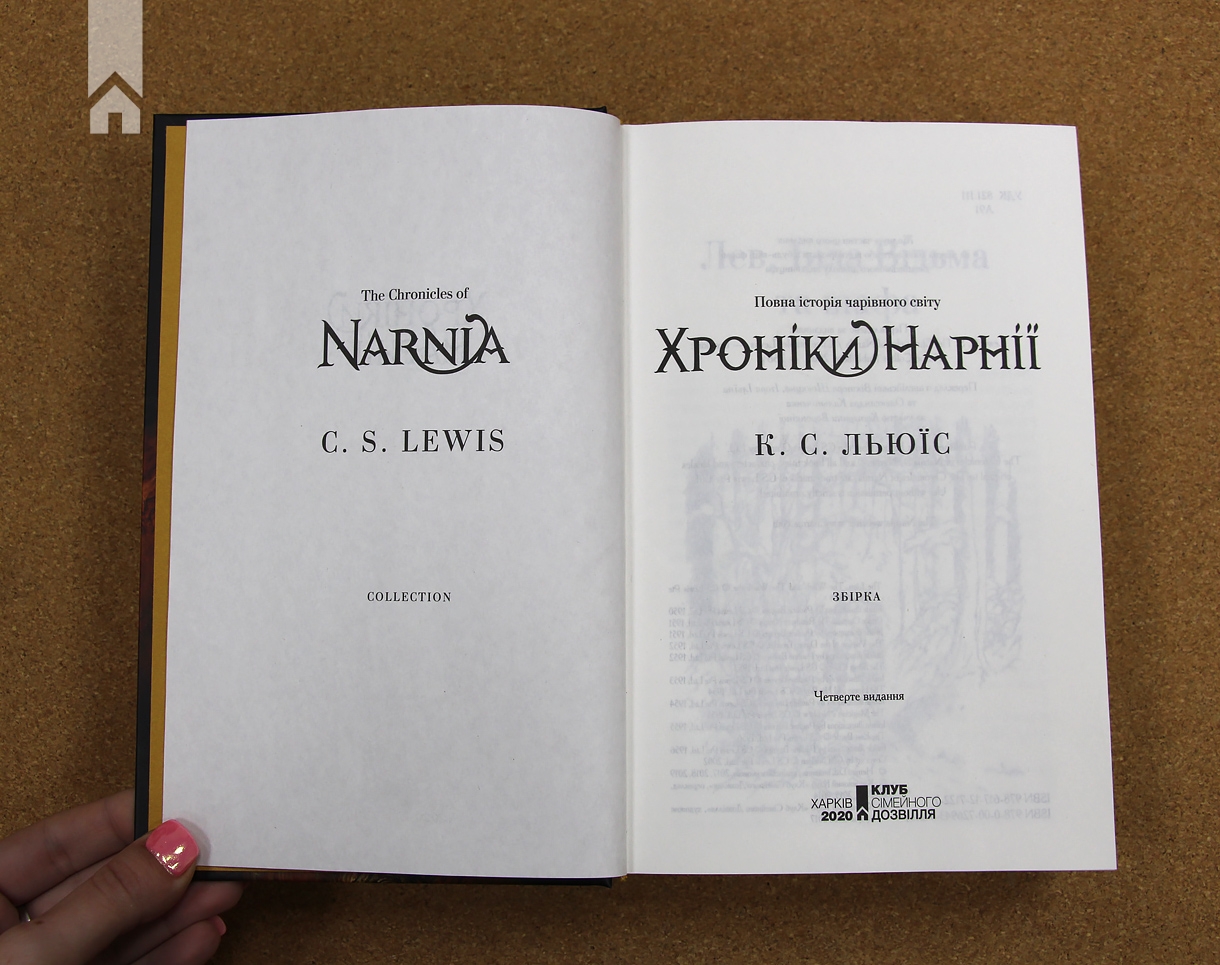 The Chronicles of
NARNIA
C. S. LEWIS
COLLECTION
Повна історія чарівного світу
ХРОНІКИ НАРНІЇ
К. С. ЛЬЮЇС
ЗБІРКА
Четверте видання
ХАРКІВ
2020
КЛУБ
СІМЕЙНОГО
ДОЗВІЛЛЯ